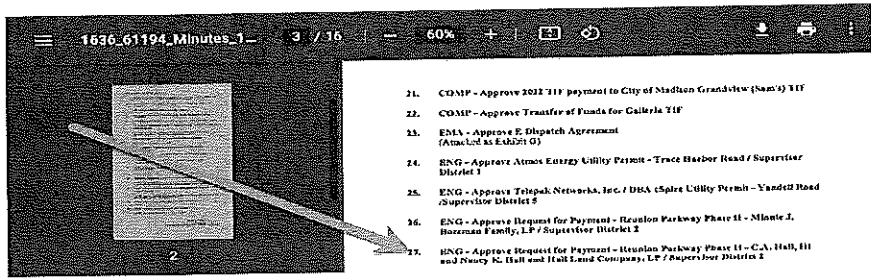 1636_61194_Minutes_1...
3 / 16
60%
2
21. COMP - Approve 2022 TIF payment to City of Madison Grandview (Sam's) TIF
22. COMP - Approve Transfer of Funds for Galleria TIF
23. EMA - Approve E Dispatch Agreement
(Attached as Exhibit G)
24. ENG - Approve Atmos Energy Utility Permit - Trace Harbor Road / Supervisor
District 1
25. ENG - Approve Telepak Networks, Inc. / DBA cSpire Utility Permit - Yandell Road
/Supervisor District 5
26. ENG - Approve Request for Payment - Reunion Parkway Phase II - Minnie J.
Bozeman Family, LP / Supervisor District 2
27. ENG - Approve Request for Payment - Reunion Parkway Phase II - C.A. Hall, III
and Nancy K. Hall and Hall Land Company, LP / Supervisor District 2